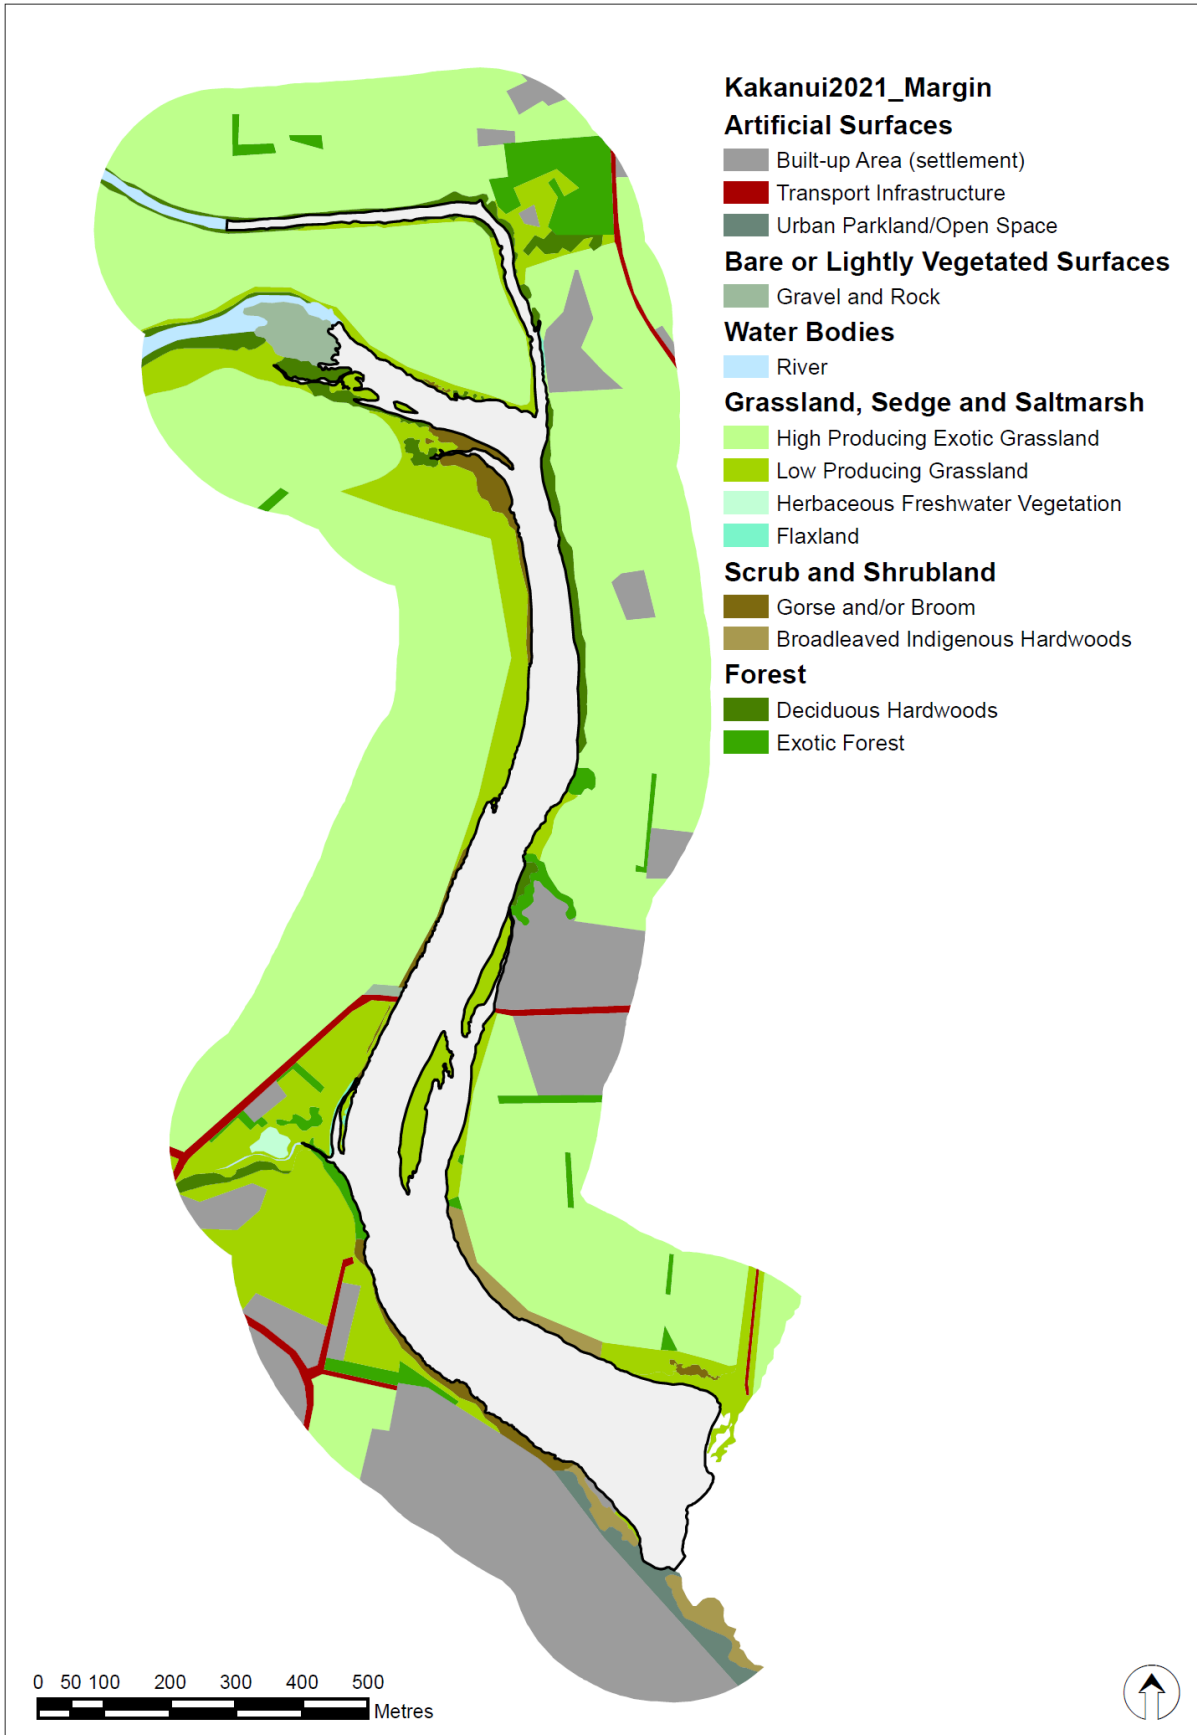 Kakanui2021_Margin
Artificial Surfaces
Built-up Area (settlement)
Transport Infrastructure
Urban Parkland/Open Space
Bare or Lightly Vegetated Surfaces
Gravel and Rock
Water Bodies
River
Grassland, Sedge and Saltmarsh
High Producing Exotic Grassland
Low Producing Grassland
Herbaceous Freshwater Vegetation
Flaxland
Scrub and Shrubland
Gorse and/or Broom
Broadleaved Indigenous Hardwoods
Forest
Deciduous Hardwoods
Exotic Forest
0 50 100 200 300 400 500
Metres